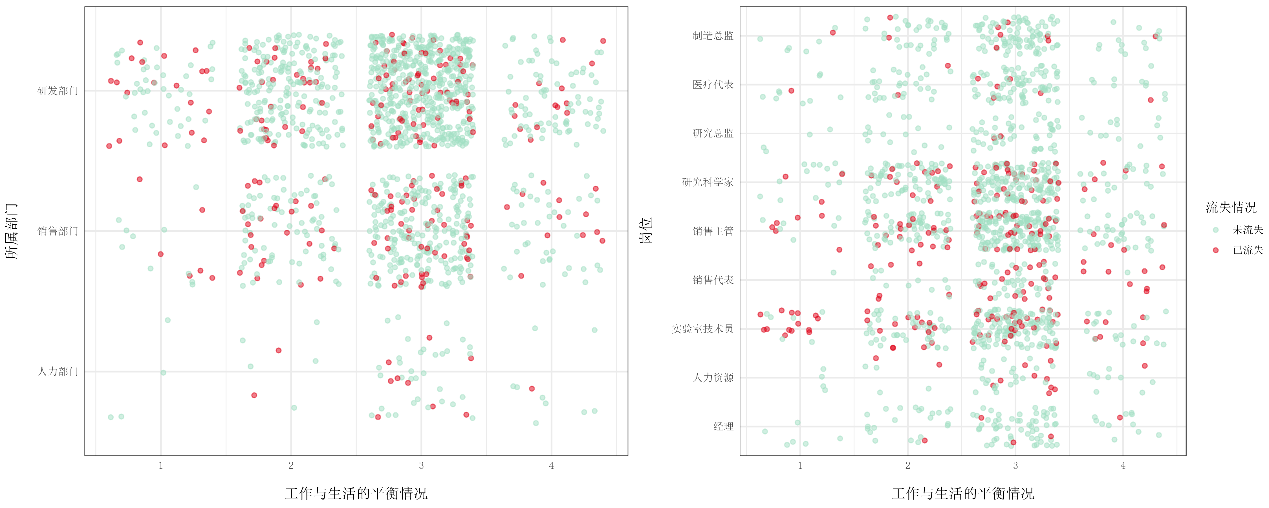 所属部门
研发部门
销售部门
人力部门
1 2 3 4
工作与生活的平衡情况
岗位
制造总监
医疗代表
研究总监
研究科学家
销售主管
销售代表
实验室技术员
人力资源
经理
1 2 3 4
工作与生活的平衡情况
流失情况
未流失
已流失